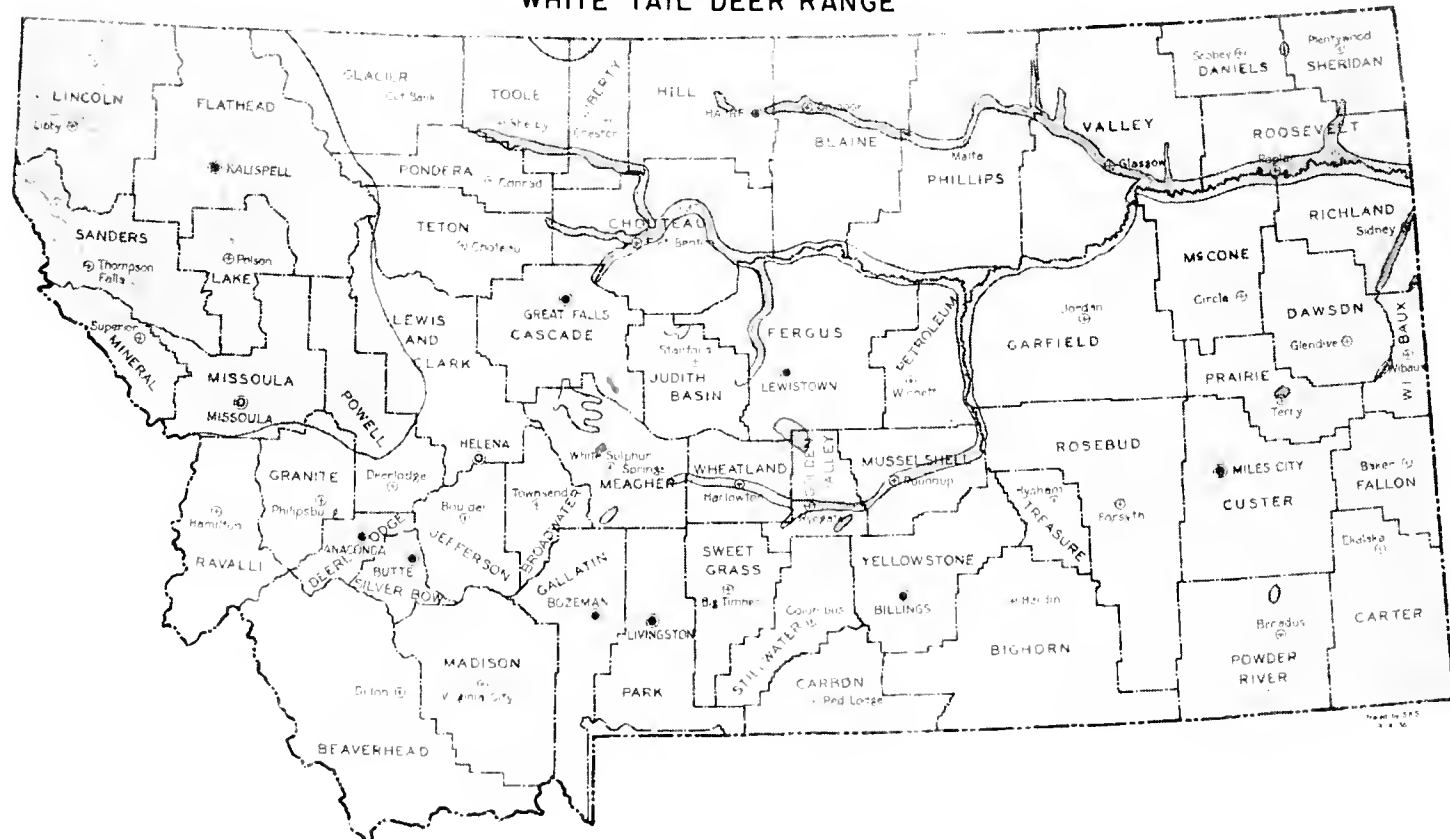 WHITE TAIL DEER RANGE
LINCOLN
Libby
FLATHEAD
KALISPELL
GLACIER
Cut Bank
TOOLE
Shelby
LIBERTY
Chester
HILL
HAVRE
BLAINE
Malta
PHILLIPS
VALLEY
Glasgow
Scobey
DANIELS
Plentywood
SHERIDAN
ROOSEVELT
PONDERA
Conrad
TETON
Choteau
CHOUTEAU
SANDERS
Thompson
Falls
Polson
LAKE
Superior
MINERAL
MISSOULA
MISSOULA
POWELL
LEWIS
AND
CLARK
HELENA
GREAT FALLS
CASCADE
Stanford
JUDITH
BASIN
FERGUS
LEWISTOWN
PETROLEUM
Winnett
Jordan
GARFIELD
McCONE
Circle
RICHLAND
Sidney
DAWSON
Glendive
WIBAUX
Wibaux
PRAIRIE
Terry
GRANITE
Philipsburg
Deerlodge
Hamilton
RAVALLI
ANACONDA
DEERLODGE
BUTTE
SILVER BOW
Boulder
JEFFERSON
Townsend
BROADWATER
White Sulphur
Springs
MEAGHER
WHEATLAND
Harlowton
GOLDEN
VALLEY
Ryegate
MUSSELSHELL
Roundup
ROSEBUD
Forsyth
Hysham
TREASURE
MILES CITY
CUSTER
Baker
FALLON
Ekalaka
CARTER
GALLATIN
BOZEMAN
LIVINGSTON
PARK
SWEET
GRASS
Big Timber
Columbus
STILLWATER
YELLOWSTONE
BILLINGS
Hardin
BIGHORN
CARBON
Red Lodge
Broadus
POWDER
RIVER
MADISON
Virginia City
Dillon
BEAVERHEAD